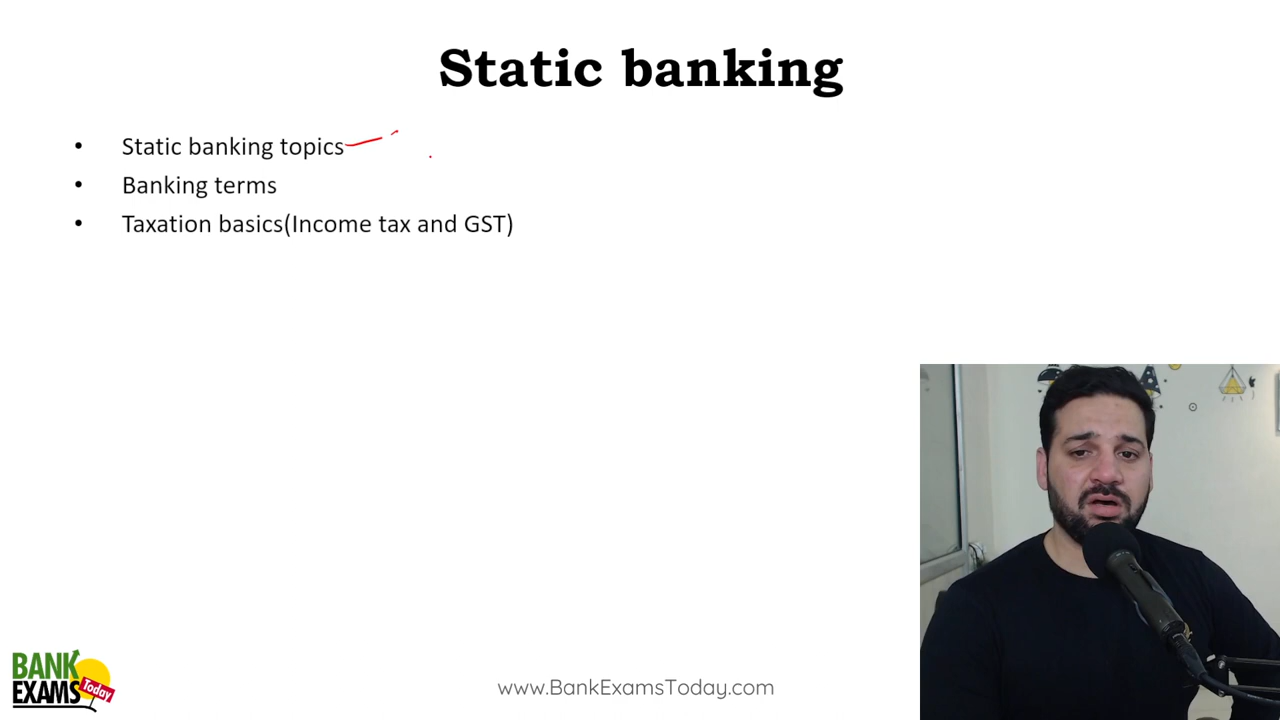 Static banking
• Static banking topics
• Banking terms
• Taxation basics(Income tax and GST)
BANK
EXAMS
Today
www.BankExamsToday.com